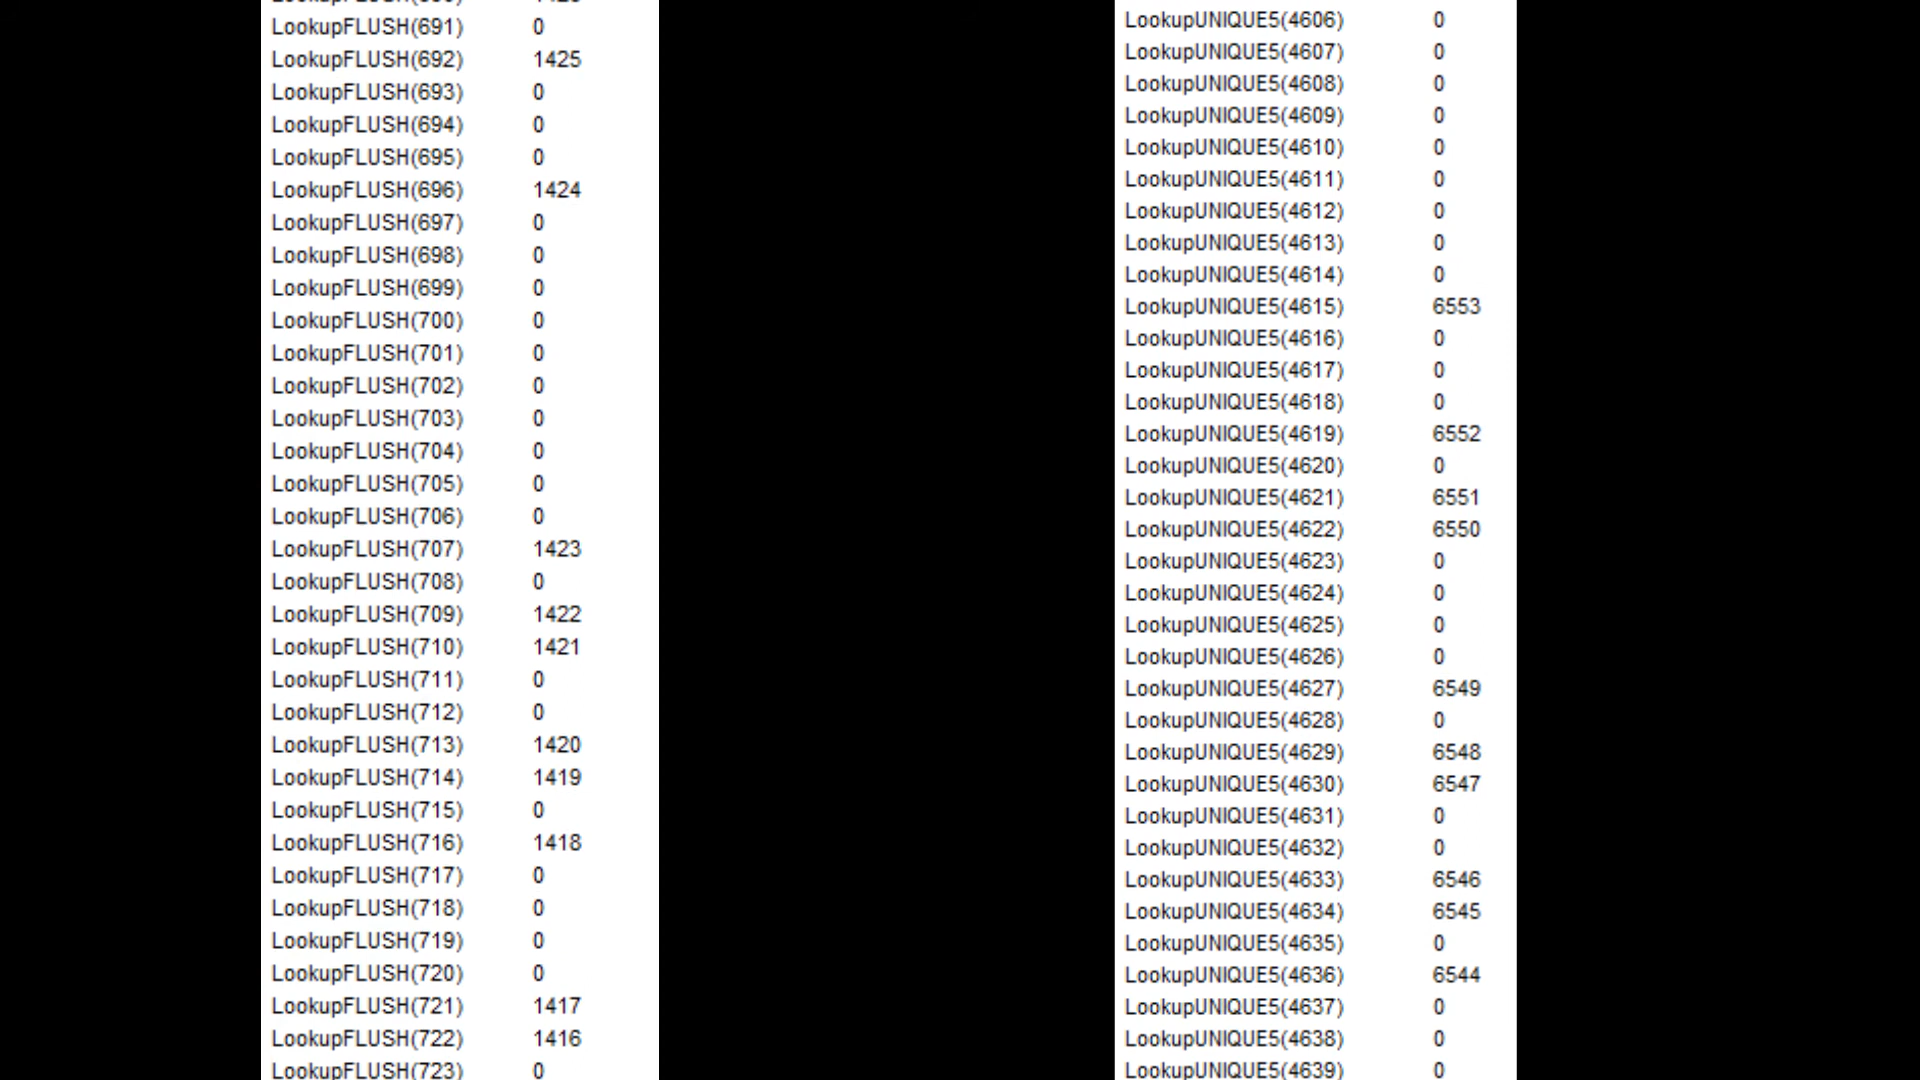 LookupFLUSH(691) 0
LookupFLUSH(692) 1425
LookupFLUSH(693) 0
LookupFLUSH(694) 0
LookupFLUSH(695) 0
LookupFLUSH(696) 1424
LookupFLUSH(697) 0
LookupFLUSH(698) 0
LookupFLUSH(699) 0
LookupFLUSH(700) 0
LookupFLUSH(701) 0
LookupFLUSH(702) 0
LookupFLUSH(703) 0
LookupFLUSH(704) 0
LookupFLUSH(705) 0
LookupFLUSH(706) 0
LookupFLUSH(707) 1423
LookupFLUSH(708) 0
LookupFLUSH(709) 1422
LookupFLUSH(710) 1421
LookupFLUSH(711) 0
LookupFLUSH(712) 0
LookupFLUSH(713) 1420
LookupFLUSH(714) 1419
LookupFLUSH(715) 0
LookupFLUSH(716) 1418
LookupFLUSH(717) 0
LookupFLUSH(718) 0
LookupFLUSH(719) 0
LookupFLUSH(720) 0
LookupFLUSH(721) 1417
LookupFLUSH(722) 1416
LookupFLUSH(723) 0
LookupUNIQUE5(4606) 0
LookupUNIQUE5(4607) 0
LookupUNIQUE5(4608) 0
LookupUNIQUE5(4609) 0
LookupUNIQUE5(4610) 0
LookupUNIQUE5(4611) 0
LookupUNIQUE5(4612) 0
LookupUNIQUE5(4613) 0
LookupUNIQUE5(4614) 0
LookupUNIQUE5(4615) 6553
LookupUNIQUE5(4616) 0
LookupUNIQUE5(4617) 0
LookupUNIQUE5(4618) 0
LookupUNIQUE5(4619) 6552
LookupUNIQUE5(4620) 0
LookupUNIQUE5(4621) 6551
LookupUNIQUE5(4622) 6550
LookupUNIQUE5(4623) 0
LookupUNIQUE5(4624) 0
LookupUNIQUE5(4625) 0
LookupUNIQUE5(4626) 0
LookupUNIQUE5(4627) 6549
LookupUNIQUE5(4628) 0
LookupUNIQUE5(4629) 6548
LookupUNIQUE5(4630) 6547
LookupUNIQUE5(4631) 0
LookupUNIQUE5(4632) 0
LookupUNIQUE5(4633) 6546
LookupUNIQUE5(4634) 6545
LookupUNIQUE5(4635) 0
LookupUNIQUE5(4636) 6544
LookupUNIQUE5(4637) 0
LookupUNIQUE5(4638) 0
LookupUNIQUE5(4639) 0